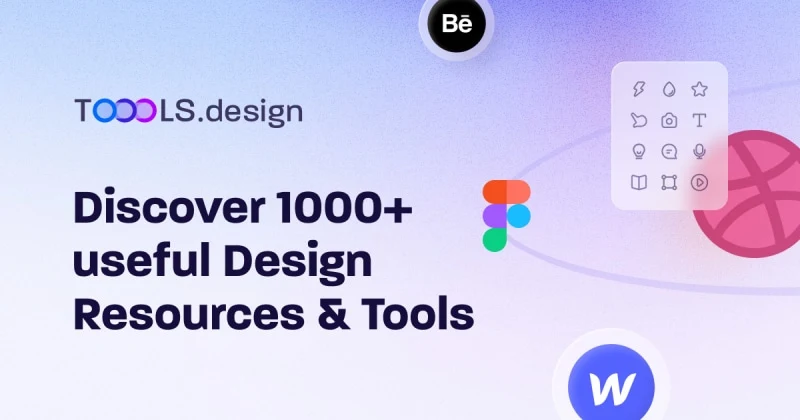 Bē
TOOOLS.design
Discover 1000+
useful Design
Resources & Tools
T
W